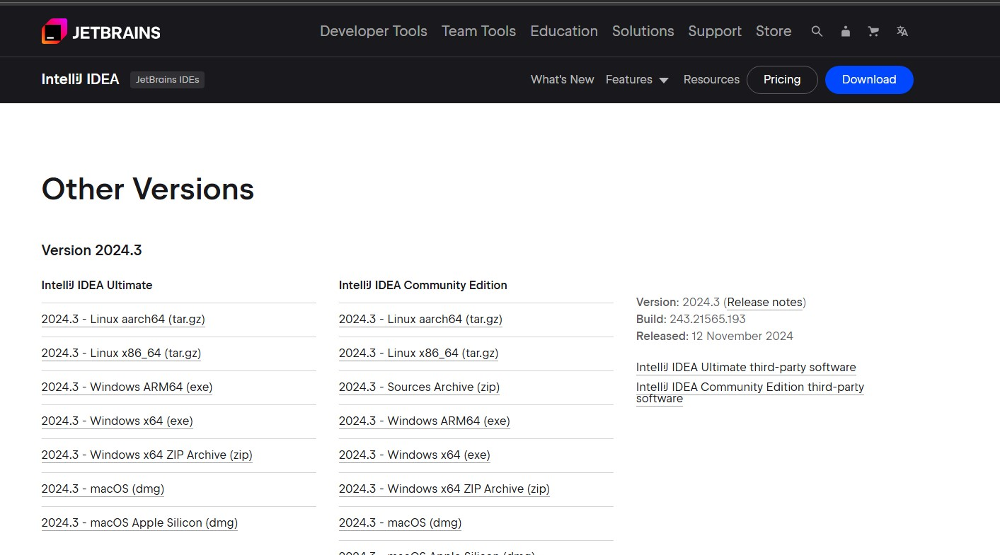 JETBRAINS
Developer Tools Team Tools Education Solutions Support Store
IntelliJ IDEA JetBrains IDEs What's New Features Resources Pricing Download
Other Versions
Version 2024.3
IntelliJ IDEA Ultimate
2024.3 - Linux aarch64 (tar.gz)
2024.3 - Linux x86_64 (tar.gz)
2024.3 - Windows ARM64 (exe)
2024.3 - Windows x64 (exe)
2024.3 - Windows x64 ZIP Archive (zip)
2024.3 - macOS (dmg)
2024.3 - macOS Apple Silicon (dmg)
IntelliJ IDEA Community Edition
2024.3 - Linux aarch64 (tar.gz)
2024.3 - Linux x86_64 (tar.gz)
2024.3 - Sources Archive (zip)
2024.3 - Windows ARM64 (exe)
2024.3 - Windows x64 (exe)
2024.3 - Windows x64 ZIP Archive (zip)
2024.3 - macOS (dmg)
2024.3 - macOS Apple Silicon (dmg)
Version: 2024.3 (Release notes)
Build: 243.21565.193
Released: 12 November 2024
IntelliJ IDEA Ultimate third-party software
IntelliJ IDEA Community Edition third-party
software